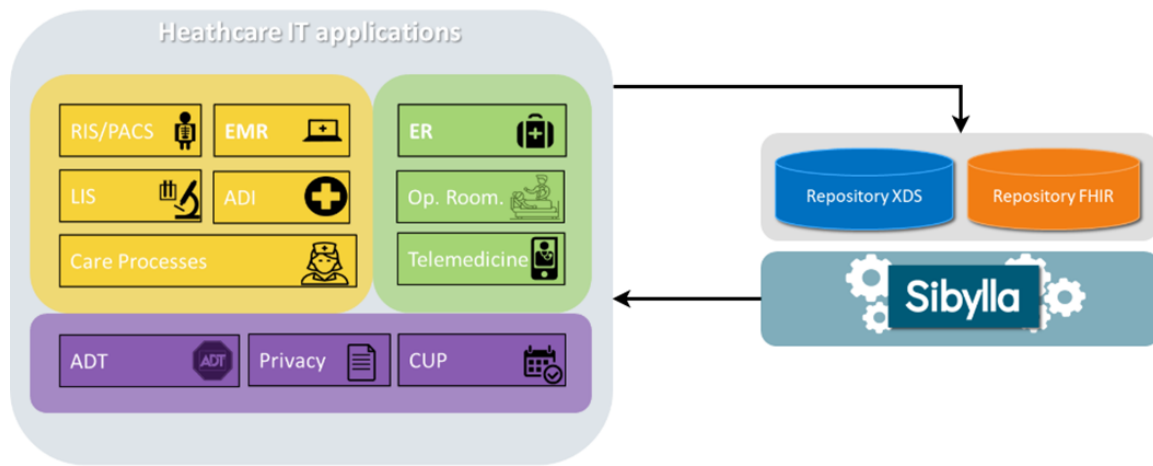 Heathcare IT applications
RIS/PACS
EMR
ER
LIS
ADI
Op. Room.
Care Processes
Telemedicine
ADT
ADT
Privacy
CUP
Repository XDS
Repository FHIR
Sibylla